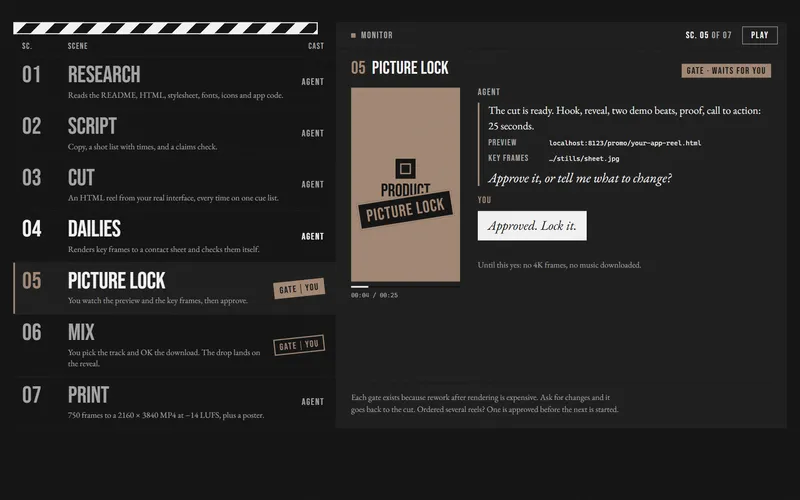 SC.
SCENE
CAST
01
RESEARCH
Reads the README, HTML, stylesheet, fonts, icons and app code.
AGENT
02
SCRIPT
Copy, a shot list with times, and a claims check.
AGENT
03
CUT
An HTML reel from your real interface, every time on one cue list.
AGENT
04
DAILIES
Renders key frames to a contact sheet and checks them itself.
AGENT
05
PICTURE LOCK
You watch the preview and the key frames, then approve.
GATE | YOU
06
MIX
You pick the track and OK the download. The drop lands on
the reveal.
GATE | YOU
07
PRINT
750 frames to a 2160 × 3840 MP4 at −14 LUFS, plus a poster.
AGENT
MONITOR
SC. 05 OF 07
PLAY
05 PICTURE LOCK
GATE · WAITS FOR YOU
PRODUCT
PICTURE LOCK
00:04 / 00:25
AGENT
The cut is ready. Hook, reveal, two demo beats, proof, call to action:
25 seconds.
PREVIEW localhost:8123/promo/your-app-reel.html
KEY FRAMES …/stills/sheet.jpg
Approve it, or tell me what to change?
YOU
Approved. Lock it.
Until this yes: no 4K frames, no music downloaded.
Each gate exists because rework after rendering is expensive. Ask for changes and it
goes back to the cut. Ordered several reels? One is approved before the next is started.